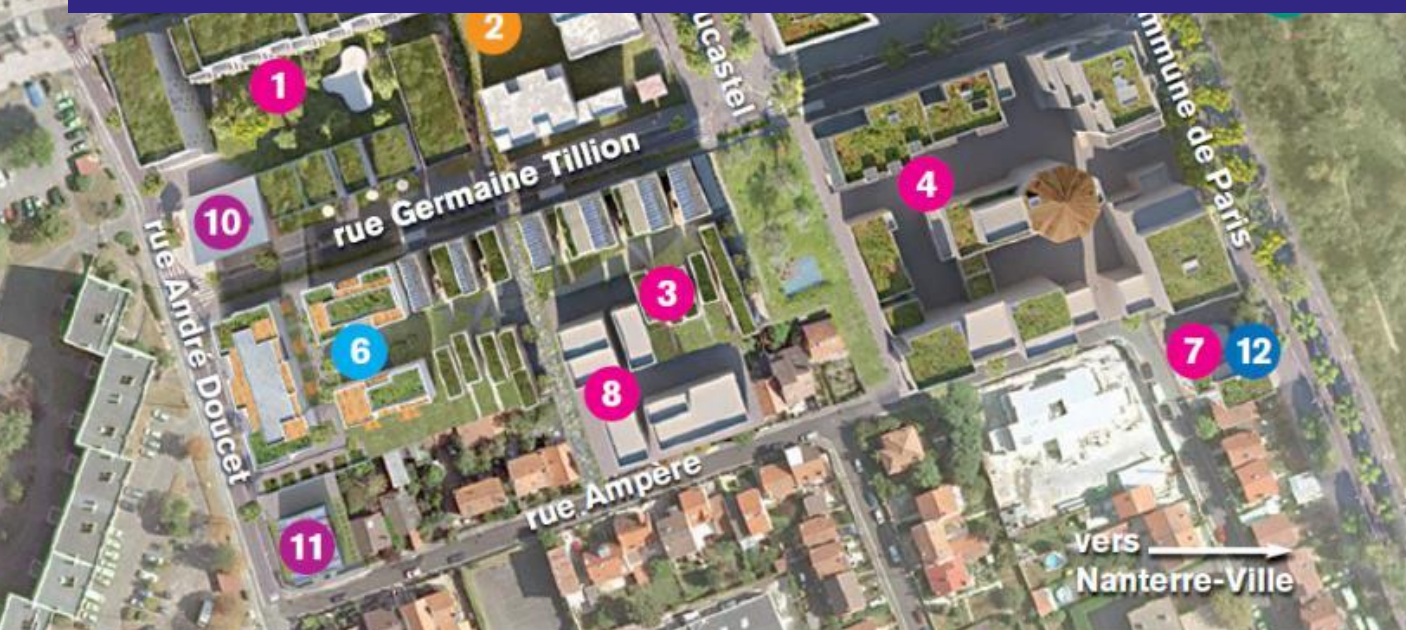 2
1
ucastel
mmune de Paris
rue Germaine Tillion
4
10
rue André Doucet
3
6
7
12
8
rue Ampère
11
vers
Nanterre-Ville